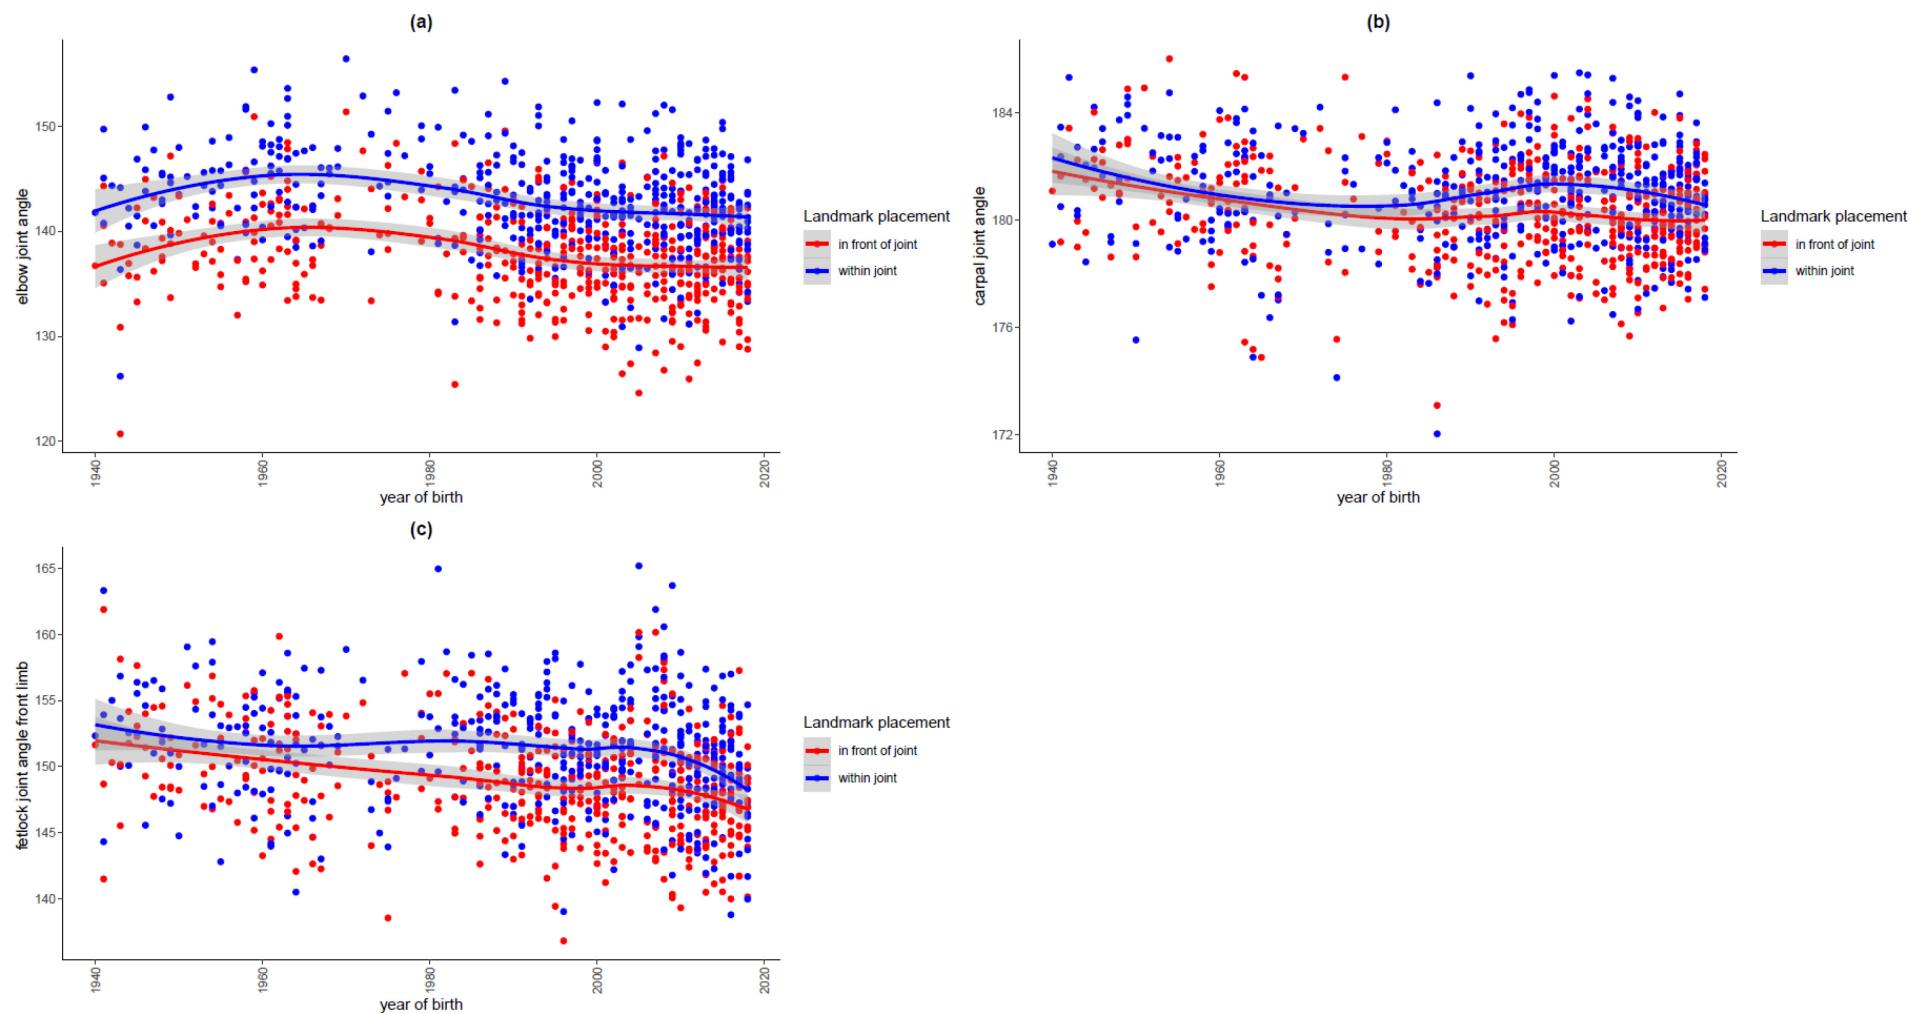 (a)
elbow joint angle
150
140
130
120
1940
1960
1980
2000
2020
year of birth
Landmark placement
in front of joint
within joint
(b)
carpal joint angle
184
180
176
172
1940
1960
1980
2000
2020
year of birth
Landmark placement
in front of joint
within joint
(c)
fetlock joint angle front limb
165
160
155
150
145
140
1940
1960
1980
2000
2020
year of birth
Landmark placement
in front of joint
within joint